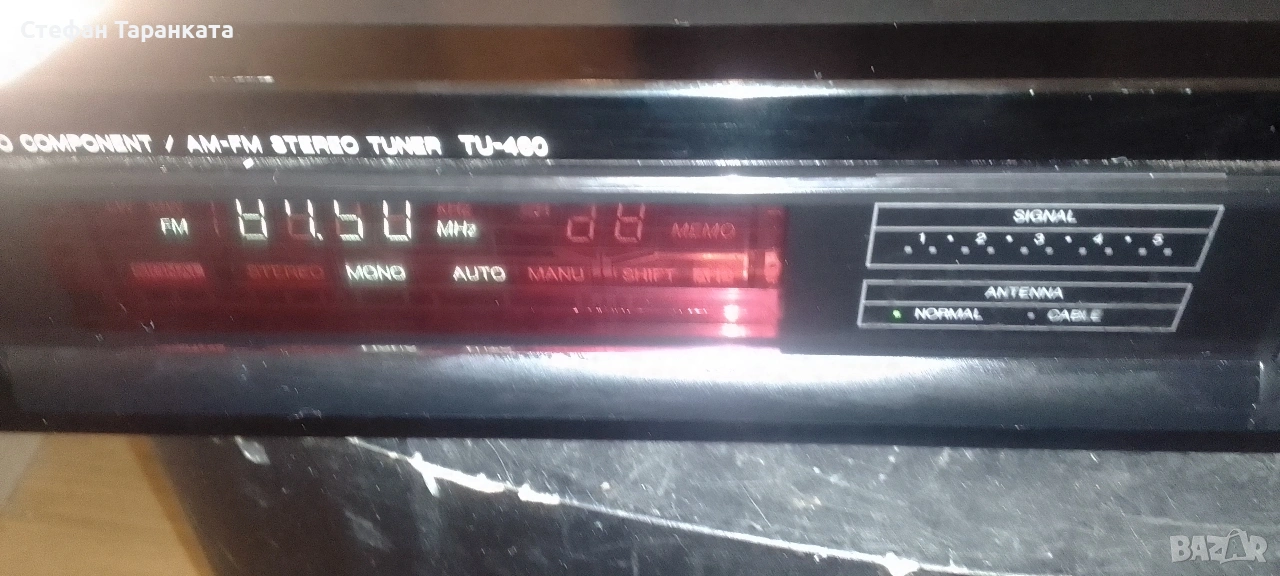 Стефан Таранката
COMPONENT / AM-FM STEREO TUNER TU-460
FM MHz MEMO
STEREO MONO AUTO MANU SHIFT
SIGNAL
1 2 3 4 5
ANTENNA
NORMAL CABLE
BAZAR